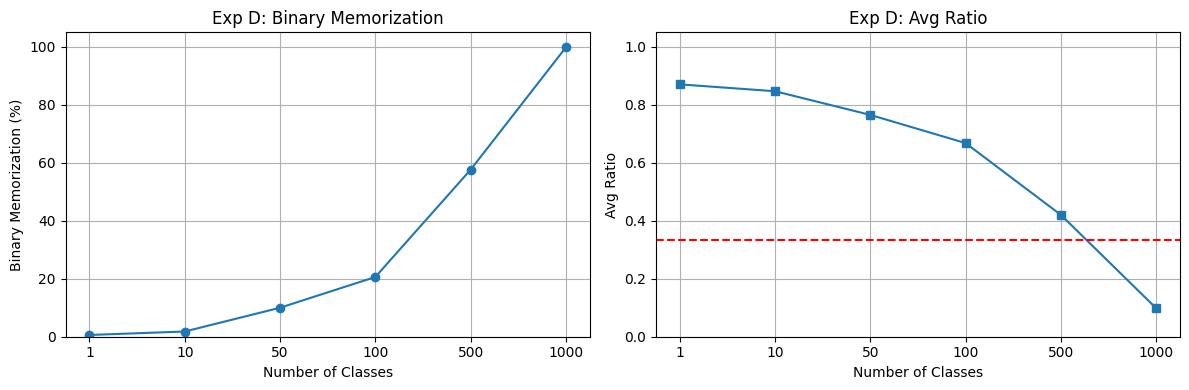 Exp D: Binary Memorization
Binary Memorization (%)
100
80
60
40
20
0
1 10 50 100 500 1000
Number of Classes
Exp D: Avg Ratio
Avg Ratio
1.0
0.8
0.6
0.4
0.2
0.0
1 10 50 100 500 1000
Number of Classes